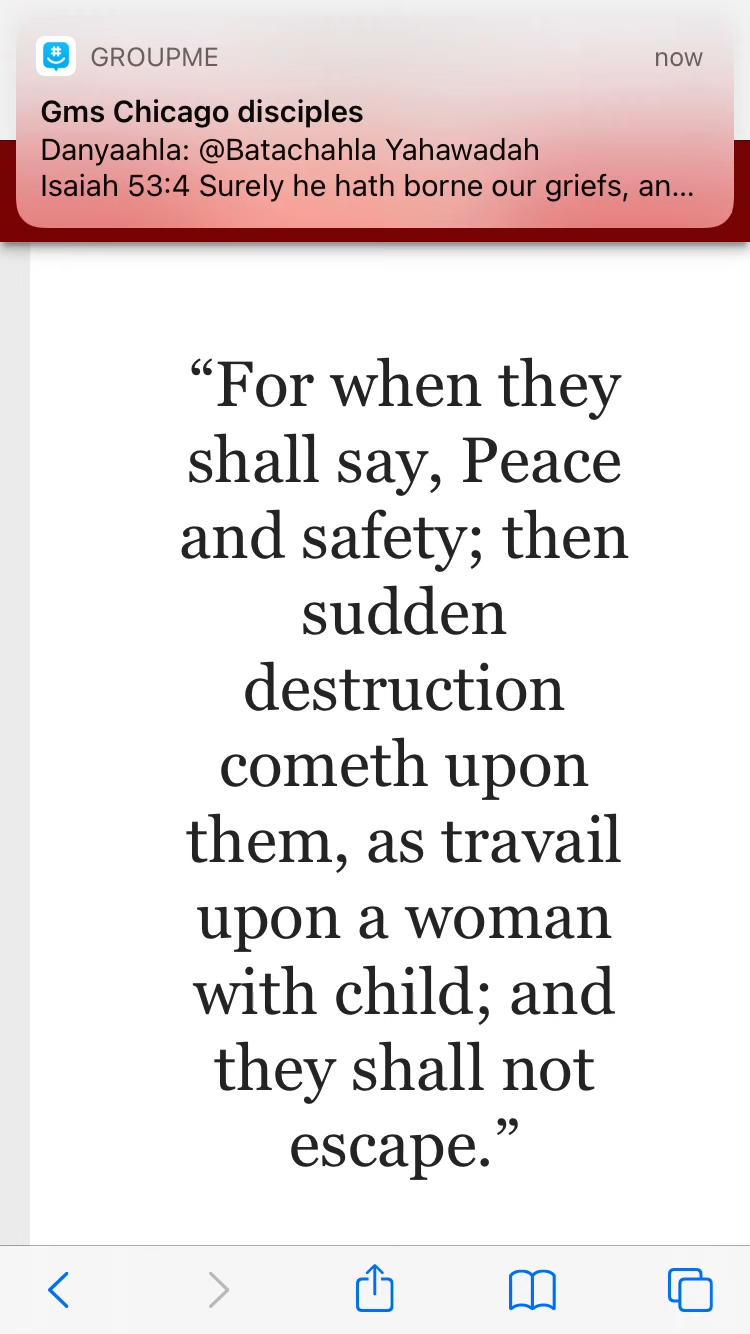 GROUPME
now
Gms Chicago disciples
Danyaahla: @Batachahla Yahawadah
Isaiah 53:4 Surely he hath borne our griefs, an...
“For when they
shall say, Peace
and safety; then
sudden
destruction
cometh upon
them, as travail
upon a woman
with child; and
they shall not
escape.”